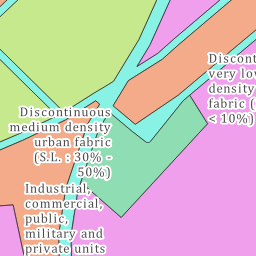 Discontinuous
medium density
urban fabric
(S.L. : 30% -
50%)
Discont
very low
density
fabric (
< 10%)
Industrial,
commercial,
public,
military and
private units